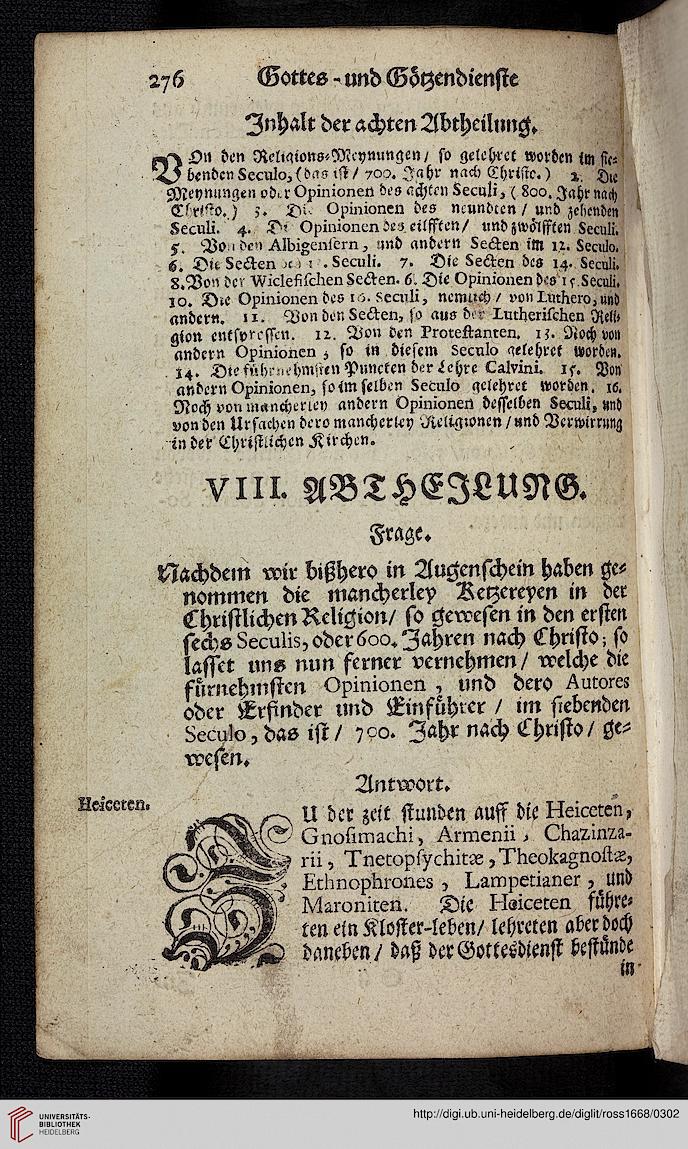 276 Gottes- und Götzendienste
Inhalt der achten Abtheilung.
VOn den Religions-Meynungen/ so gelehret worden im sie-
benden Seculo, (das ist/ 700. Jahr nach Christo.) 2. Die
Meynungen oder Opinionen des achten Seculi, (800. Jahr nach
Christo.) 3. Die Opinionen des neundten/ und zehenden
Seculi. 4. Die Opinionen des eilfften/ und zwölfften Seculi.
5. Von den Albigensern, und andern Secten im 12. Seculo.
6. Die Secten Seculi. 7. Die Secten des 14. Seculi.
8. Von der Wiclefischen Secten. 6. Die Opinionen des 15. Seculi.
10. Die Opinionen des 16. Seculi, nemlich/ von Luthero, und
andern. 11. Von den Secten, so aus der Lutherischen Reli-
gion entsprossen. 12. Von den Protestanten. 13. Noch von
andern Opinionen, so in diesem Seculo gelehret worden.
14. Die führnehmsten Puncten der Lehre Calvini. 15. Von
andern Opinionen, so im selben Seculo gelehret worden. 16.
Noch von mancherley andern Opinionen desselben Seculi, und
von den Ursachen dero mancherley Religionen/ und Verwirrung
in der Christlichen Kirchen.
VIII. ABTHEILUNG.
Frage.
Nachdem wir bißhero in Augenschein haben ge-
nommen die mancherley Ketzereyen in der
Christlichen Religion/ so gewesen in den ersten
sechs Seculis, oder 600. Jahren nach Christo; so
lasset uns nun ferner vernehmen/ welche die
fürnehmsten Opinionen, und dero Autores
oder Erfinder und Einführer/ im siebenden
Seculo, das ist/ 700. Jahr nach Christo/ ge-
wesen.
Antwort.
Heiceten.
ZU der zeit stunden auff die Heiceten,
Gnosimachi, Armenii, Chazinza-
rii, Tnetopsychitæ, Theokagnostæ,
Ethnophrones, Lampetianer, und
Maroniten. Die Heiceten führe-
ten ein Kloster-leben/ lehreten aber doch
daneben/ daß der Gottesdienst bestünde
in
UNIVERSITÄTS-
BIBLIOTHEK
HEIDELBERG
http://digi.ub.uni-heidelberg.de/diglit/ross1668/0302